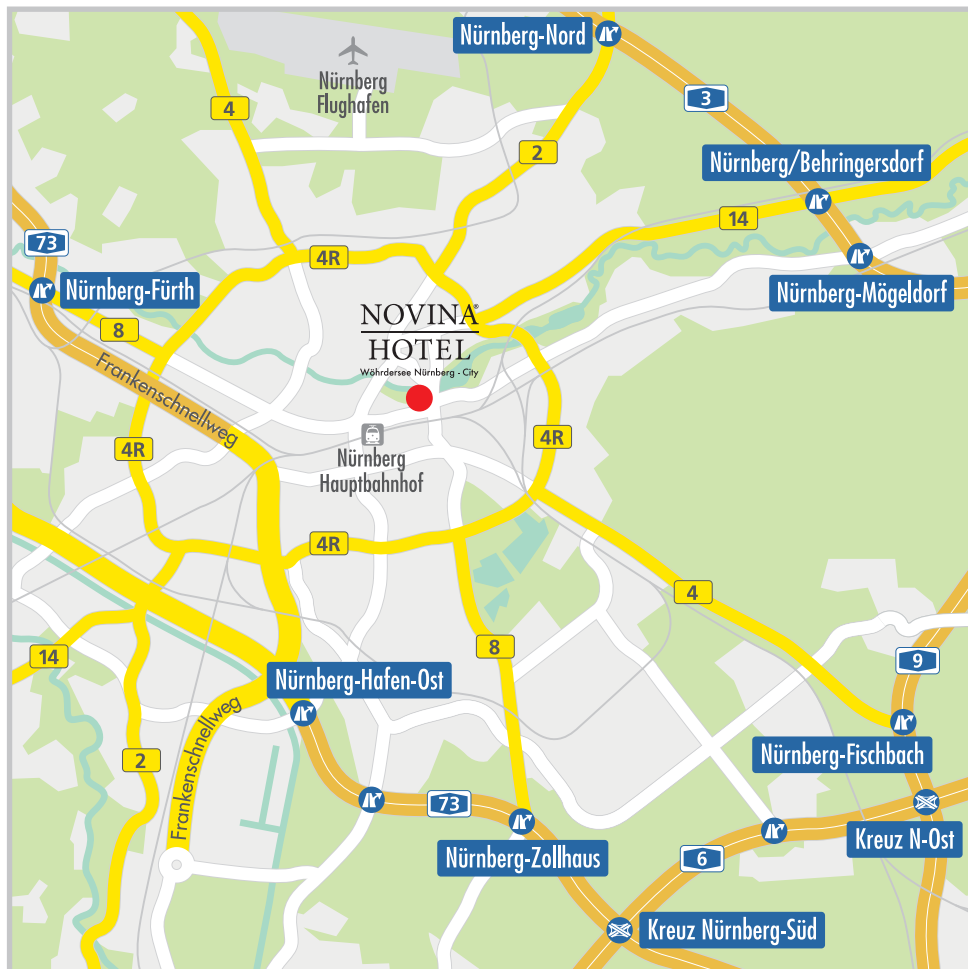 Nürnberg-Nord
Nürnberg
Flughafen
3
4
2
Nürnberg/Behringersdorf
14
73
4R
Nürnberg-Fürth
Nürnberg-Mögeldorf
8
NOVINA®
HOTEL
Wöhrdersee Nürnberg - City
Frankenschnellweg
4R
4R
Nürnberg
Hauptbahnhof
4R
4
8
14
9
Nürnberg-Hafen-Ost
Frankenschnellweg
2
Nürnberg-Fischbach
73
Kreuz N-Ost
Nürnberg-Zollhaus
6
Kreuz Nürnberg-Süd